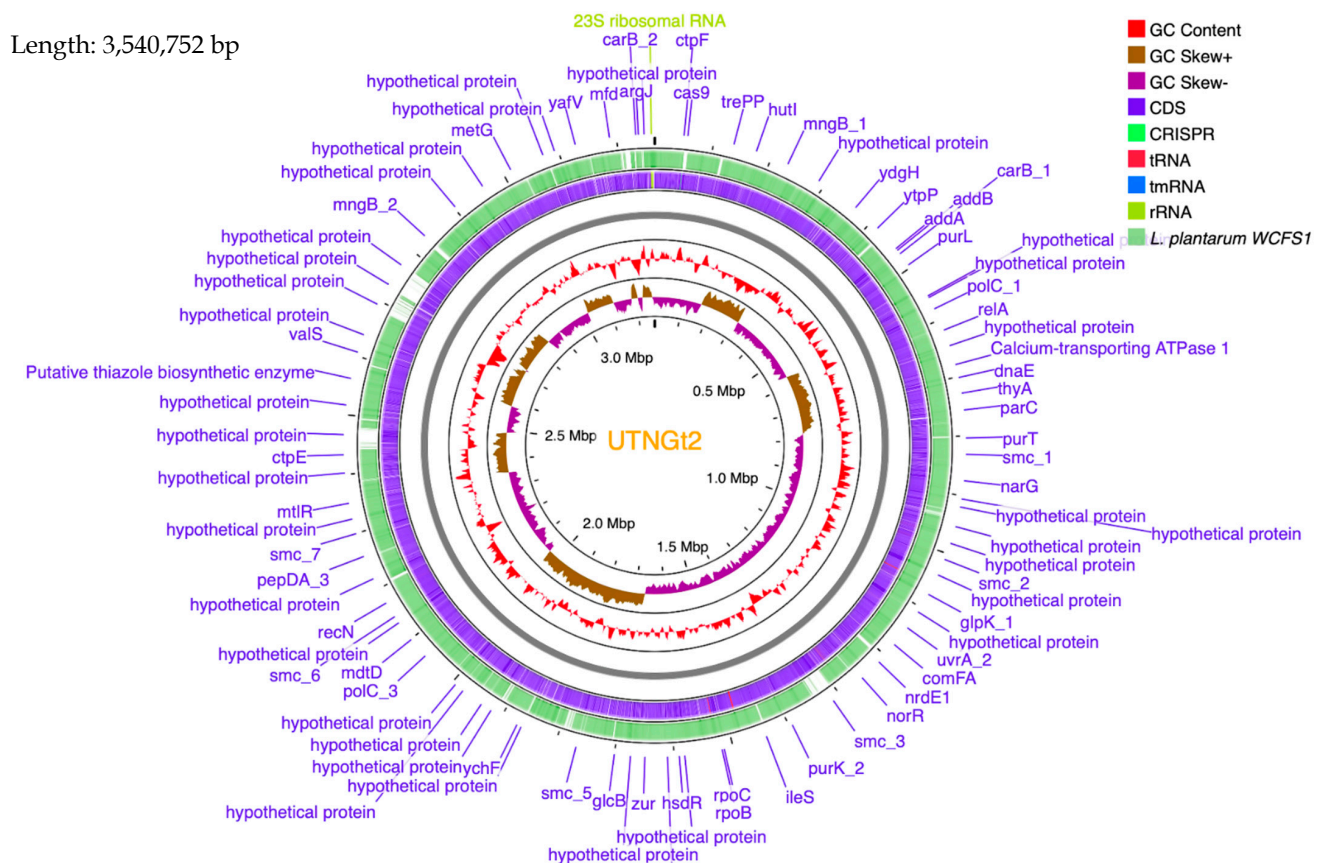 Length: 3,540,752 bp
23S ribosomal RNA
carB_2
ctpF
hypothetical protein
mfd
argJ
cas9
yafV
trePP
hutI
mngB_1
hypothetical protein
ydgH
ytpP
carB_1
addB
addA
purL
hypothetical protein
hypothetical protein
polC_1
relA
hypothetical protein
Calcium-transporting ATPase 1
dnaE
thyA
parC
purT
smc_1
narG
hypothetical protein
hypothetical protein
hypothetical protein
hypothetical protein
smc_2
hypothetical protein
glpK_1
hypothetical protein
uvrA_2
comFA
nrdE1
norR
smc_3
purK_2
ileS
rpoC
rpoB
hsdR
hypothetical protein
hypothetical protein
zur
glcB
smc_5
ychF
hypothetical protein
hypothetical protein
hypothetical protein
hypothetical protein
hypothetical protein
polC_3
mdtD
smc_6
hypothetical protein
recN
hypothetical protein
pepDA_3
smc_7
hypothetical protein
mtlR
hypothetical protein
ctpE
hypothetical protein
hypothetical protein
Putative thiazole biosynthetic enzyme
valS
hypothetical protein
hypothetical protein
hypothetical protein
hypothetical protein
mngB_2
hypothetical protein
hypothetical protein
metG
hypothetical protein
hypothetical protein
GC Content
GC Skew+
GC Skew-
CDS
CRISPR
tRNA
tmRNA
rRNA
L. plantarum WCFS1
3.0 Mbp
0.5 Mbp
2.5 Mbp
UTNGt2
1.0 Mbp
2.0 Mbp
1.5 Mbp